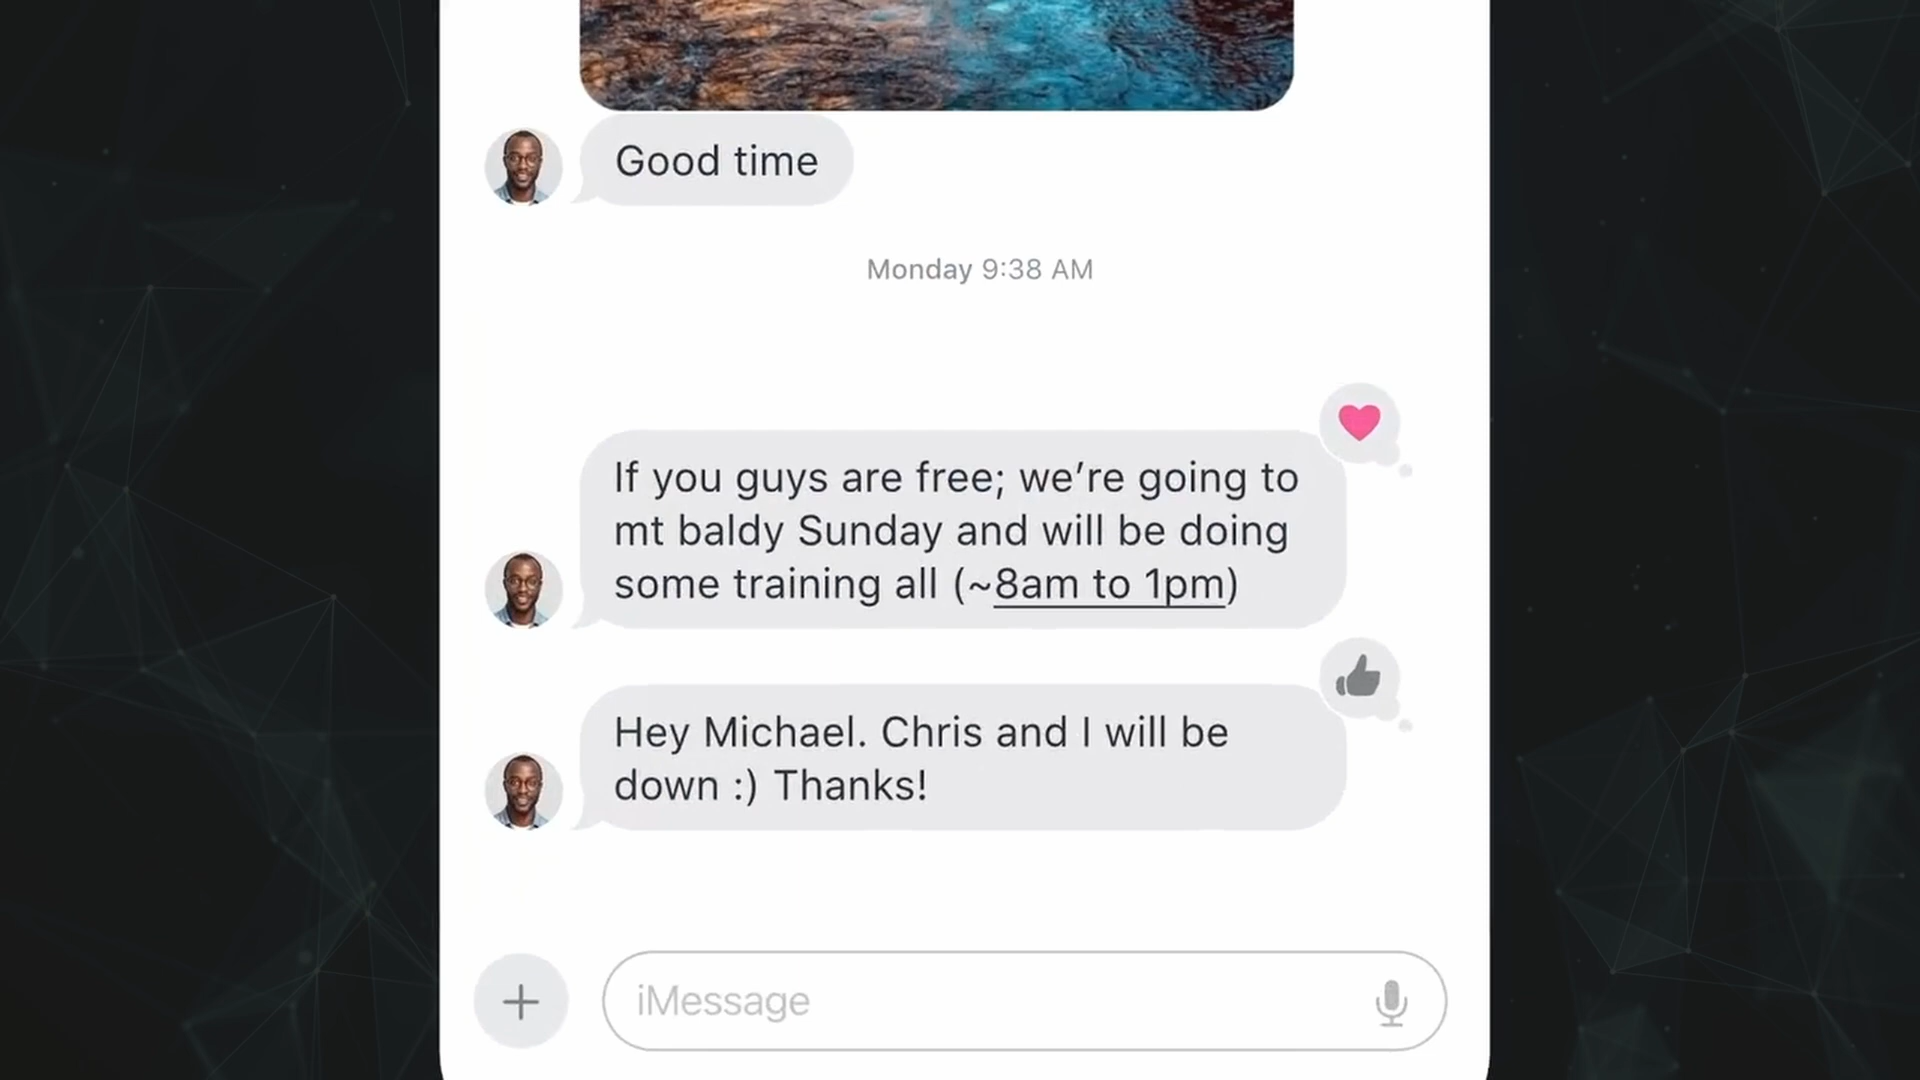 Good time
Monday 9:38 AM
If you guys are free; we’re going to
mt baldy Sunday and will be doing
some training all (~8am to 1pm)
Hey Michael. Chris and I will be
down :) Thanks!
iMessage